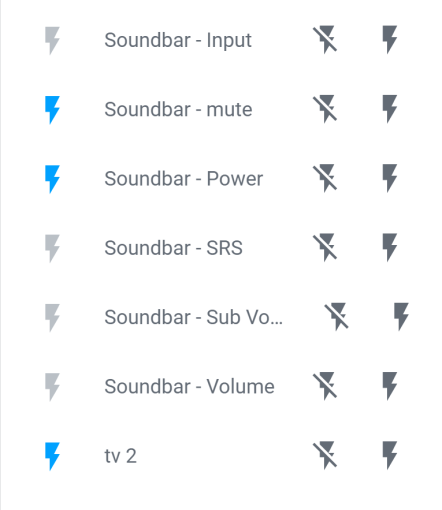 Soundbar - Input
Soundbar - mute
Soundbar - Power
Soundbar - SRS
Soundbar - Sub Vo...
Soundbar - Volume
tv 2